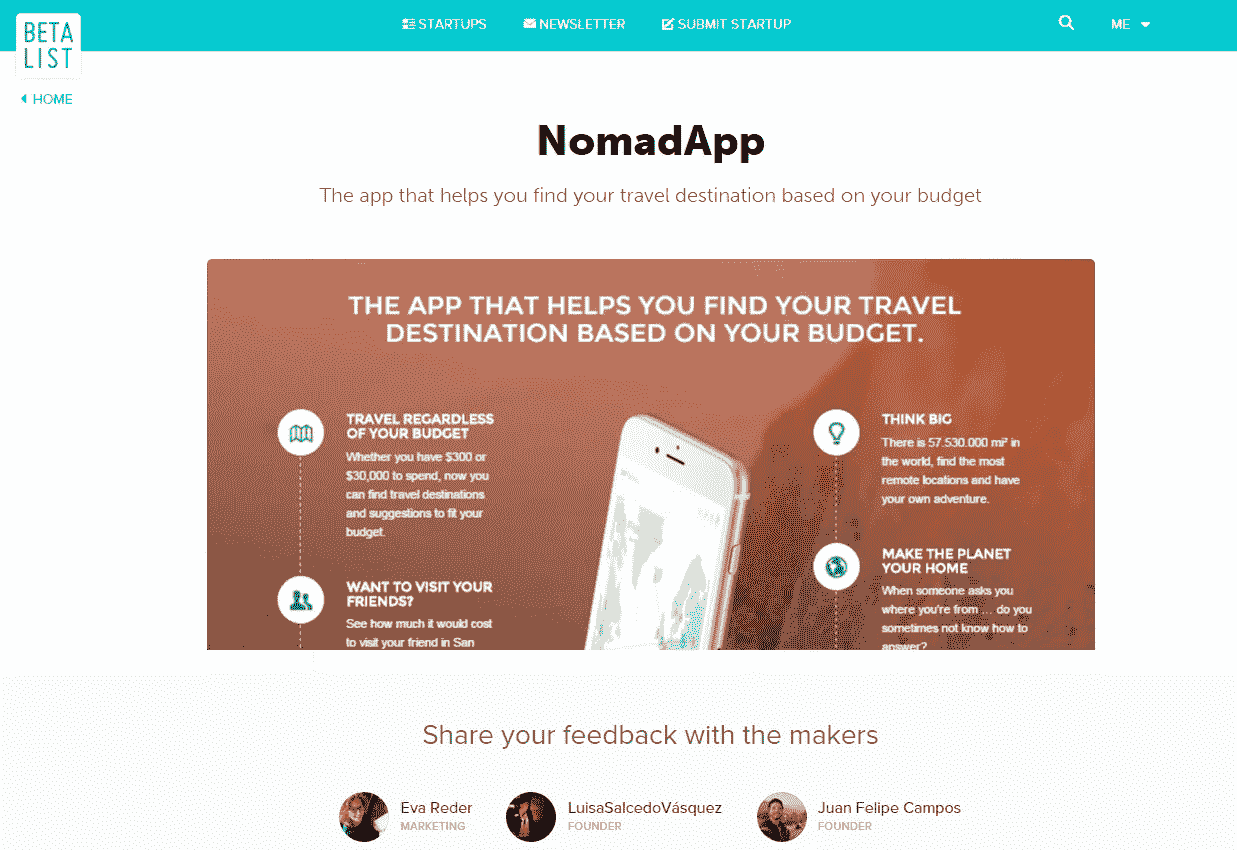 BETA
LIST
STARTUPS
NEWSLETTER
SUBMIT STARTUP
ME
HOME
NomadApp
The app that helps you find your travel destination based on your budget
THE APP THAT HELPS YOU FIND YOUR TRAVEL
DESTINATION BASED ON YOUR BUDGET.
TRAVEL REGARDLESS
OF YOUR BUDGET
Whether you have $300 or
$30,000 to spend, now you
can find travel destinations
and suggestions to fit your
budget.
WANT TO VISIT YOUR
FRIENDS?
See how much it would cost
to visit your friend in San
THINK BIG
There is 57.530.000 mi² in
the world, find the most
remote locations and have
your own adventure.
MAKE THE PLANET
YOUR HOME
When someone asks you
where you're from ... do you
sometimes not know how to
answer?
Share your feedback with the makers
Eva Reder
MARKETING
LuisaSalcedoVásquez
FOUNDER
Juan Felipe Campos
FOUNDER